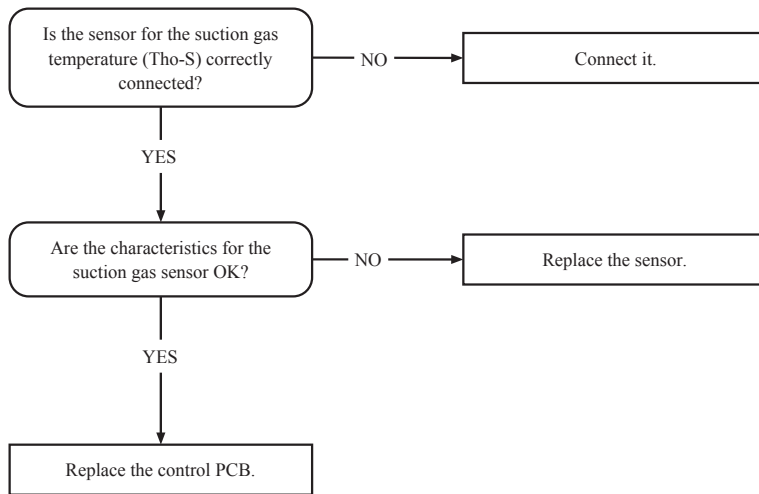 Is the sensor for the suction gas
temperature (Tho-S) correctly
connected?
NO
Connect it.
YES
Are the characteristics for the
suction gas sensor OK?
NO
Replace the sensor.
YES
Replace the control PCB.